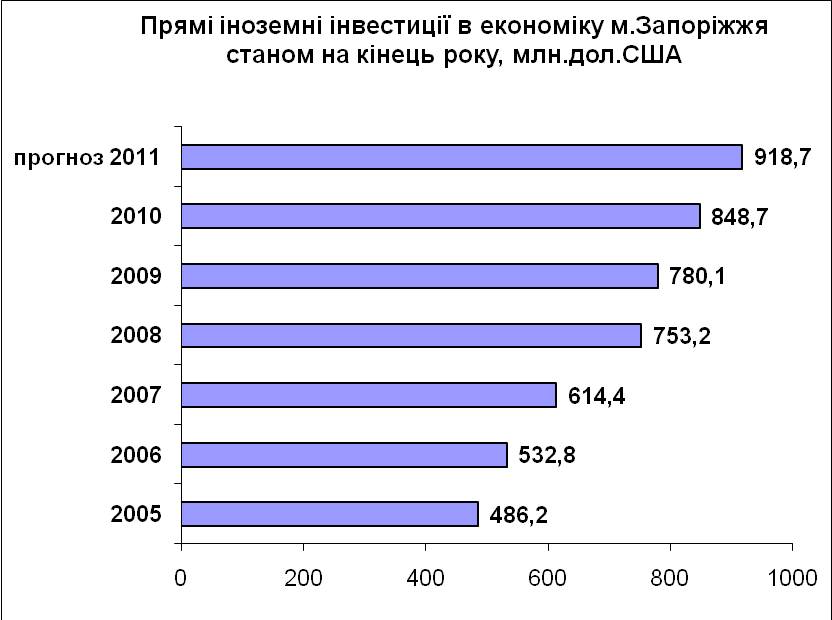 Прямі іноземні інвестиції в економіку м.Запоріжжя
станом на кінець року, млн.дол.США
прогноз 2011 918,7
2010 848,7
2009 780,1
2008 753,2
2007 614,4
2006 532,8
2005 486,2
0 200 400 600 800 1000